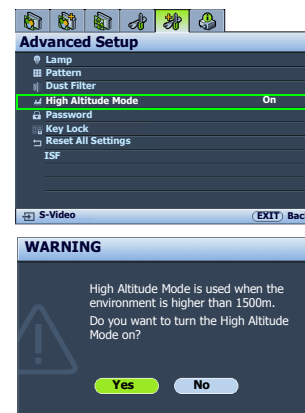 Advanced Setup
Lamp
Pattern
Dust Filter
High Altitude Mode On
Password
Key Lock
Reset All Settings
ISF
S-Video EXIT Bac
WARNING
High Altitude Mode is used when the
environment is higher than 1500m.
Do you want to turn the High Altitude
Mode on?
Yes No